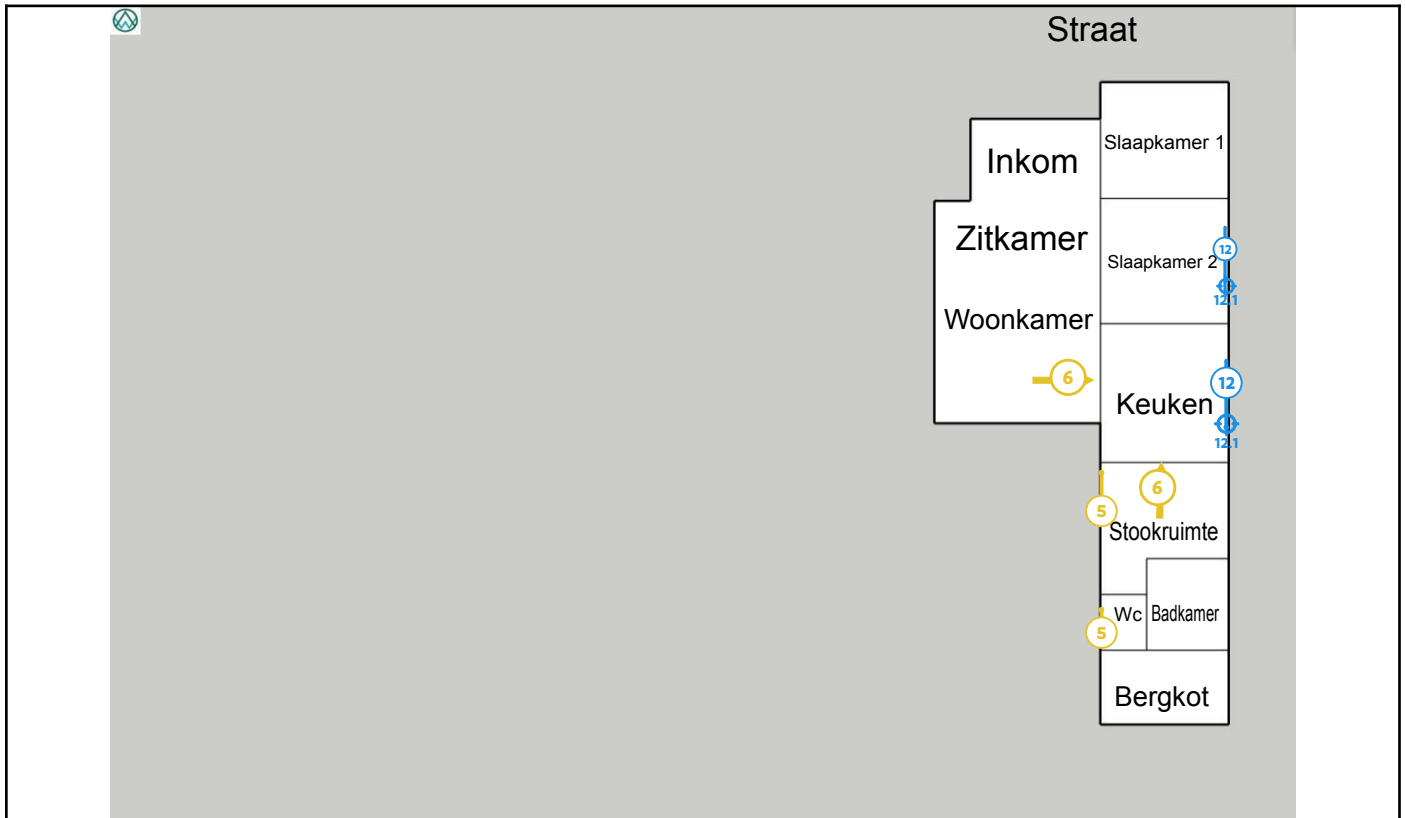 Straat
Slaapkamer 1
Inkom
Zitkamer
12
Slaapkamer 2
12.1
Woonkamer
6
12
Keuken
12.1
6
5
Stookruimte
Wc
Badkamer
5
Bergkot